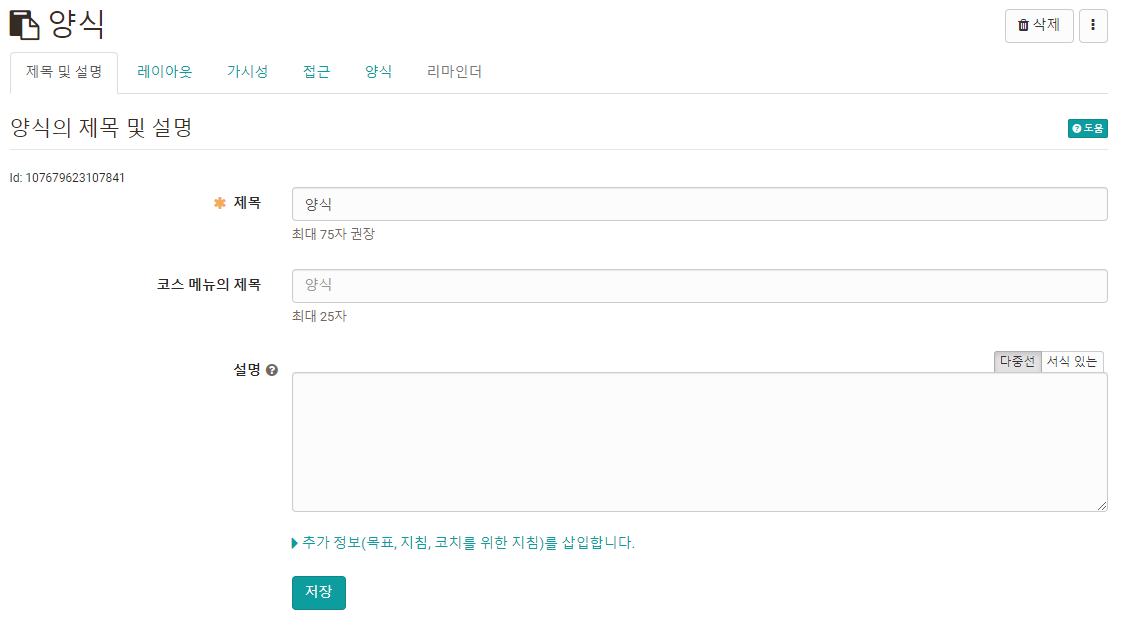 양식
삭제
제목 및 설명 레이아웃 가시성 접근 양식 리마인더
양식의 제목 및 설명
도움
Id: 107679623107841
제목
양식
최대 75자 권장
코스 메뉴의 제목
양식
최대 25자
설명
다중선 서식 있는
추가 정보(목표, 지침, 코치를 위한 지침)를 삽입합니다.
저장